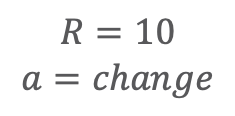 R = 10
a = change